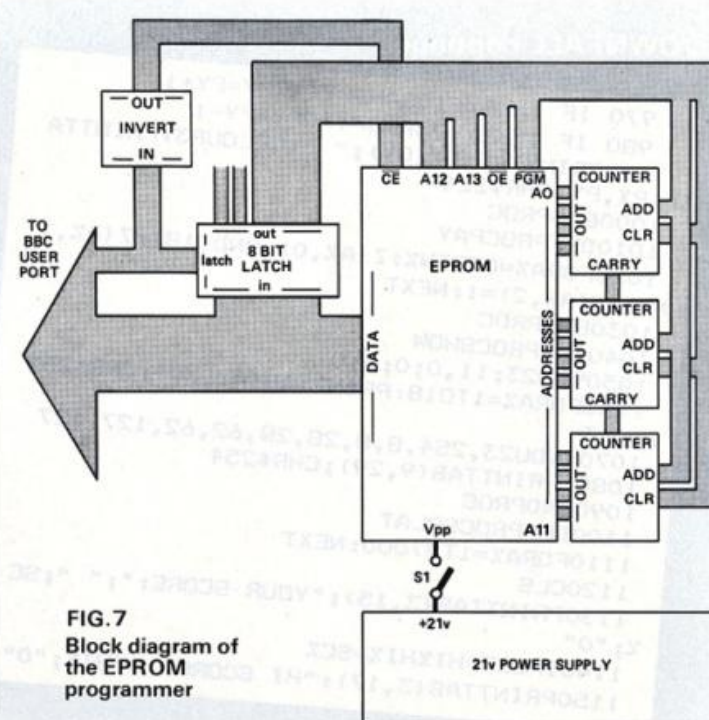 OUT
INVERT
IN
TO
BBC
USER
PORT
out
latch
8 BIT
LATCH
in
CE A12 A13 OE PGM
AO
EPROM
DATA
ADDRESSES
COUNTER
OUT
ADD
CLR
CARRY
COUNTER
OUT
ADD
CLR
CARRY
COUNTER
OUT
ADD
CLR
Vpp
A11
S1
+21v
21v POWER SUPPLY
FIG.7
Block diagram of
the EPROM
programmer